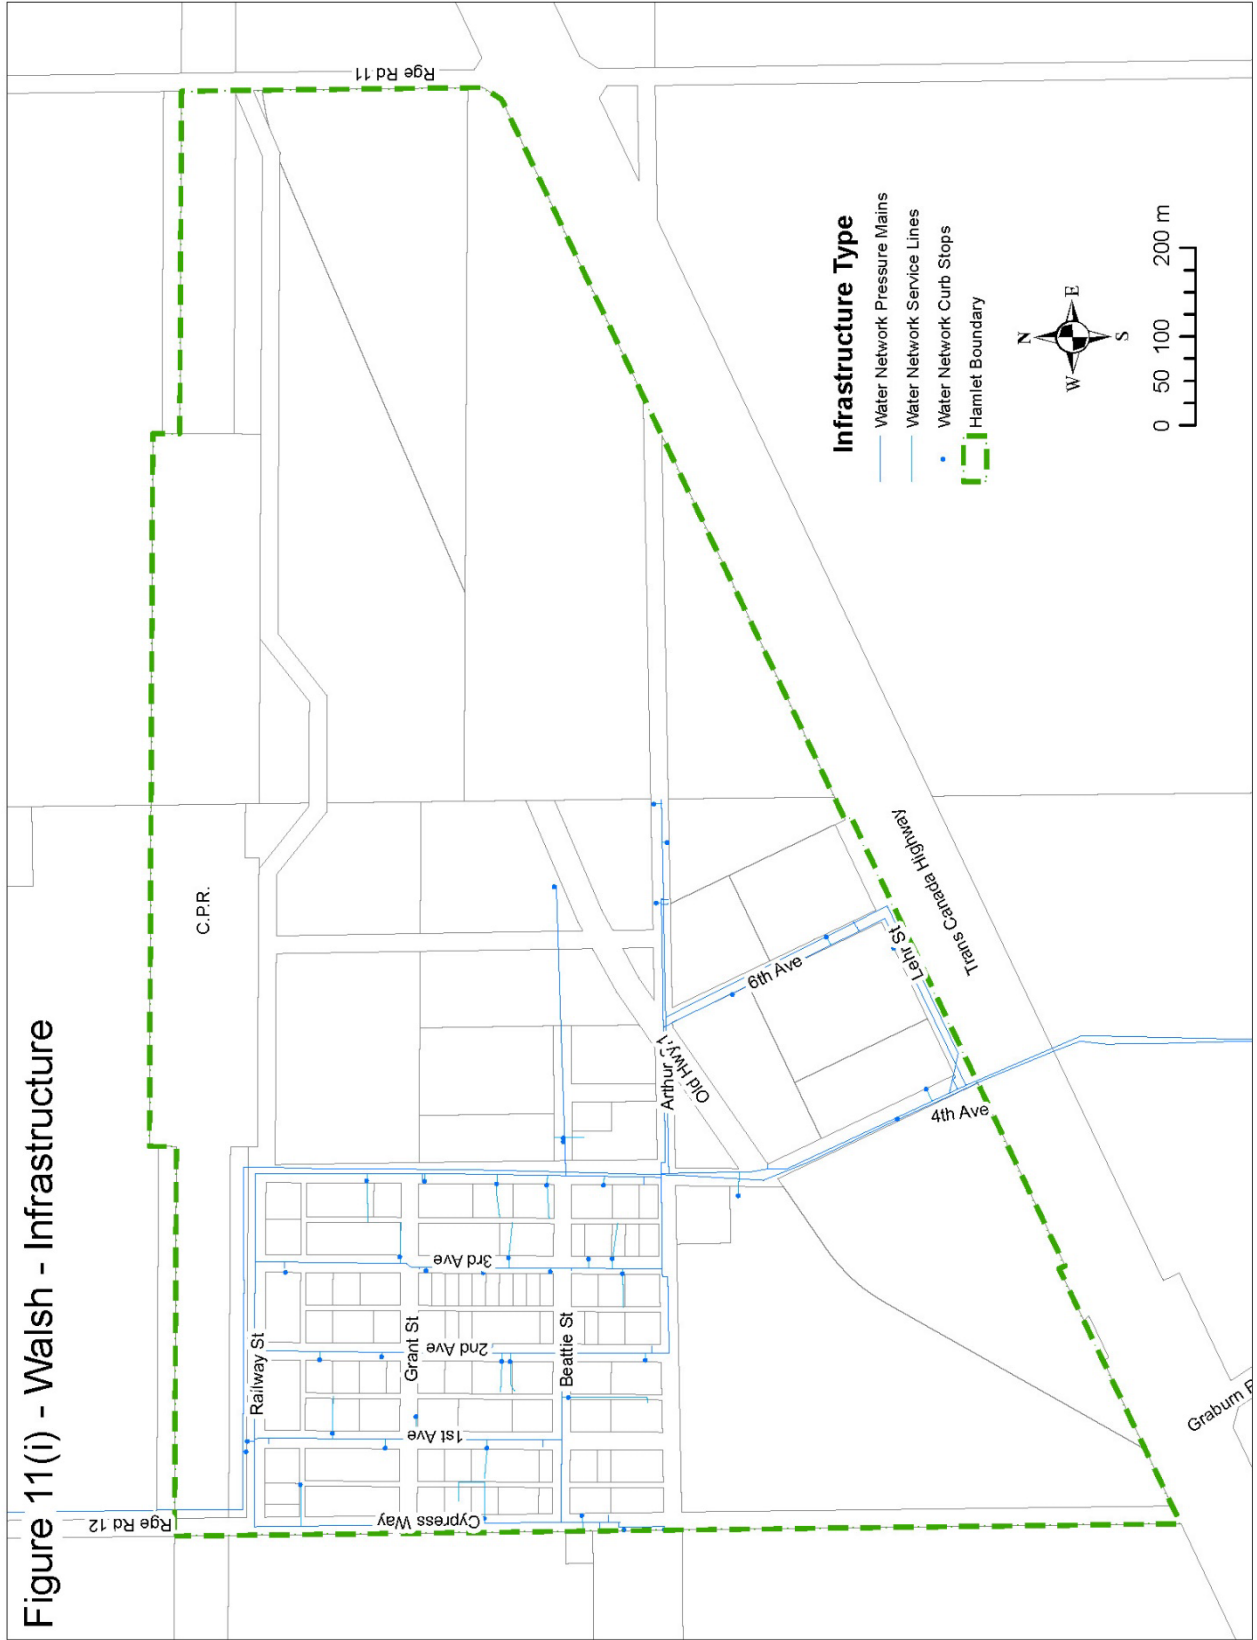 Figure 11(i) - Walsh - Infrastructure
Rge Rd 12
Rge Rd 11
C.P.R.
Railway St
Grant St
Beattie St
Cypress Way
1st Ave
2nd Ave
3rd Ave
Arthur
Old Hwy 1
6th Ave
4th Ave
Lehr St
Trans Canada Highway
Graburn
Infrastructure Type
Water Network Pressure Mains
Water Network Service Lines
Water Network Curb Stops
Hamlet Boundary
N
W
E
S
0 50 100 200 m